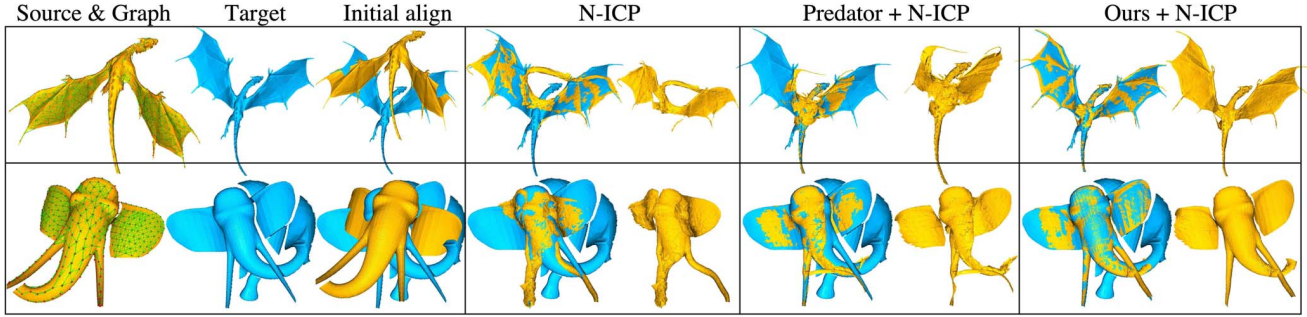 Source & Graph Target Initial align N-ICP Predator + N-ICP Ours + N-ICP